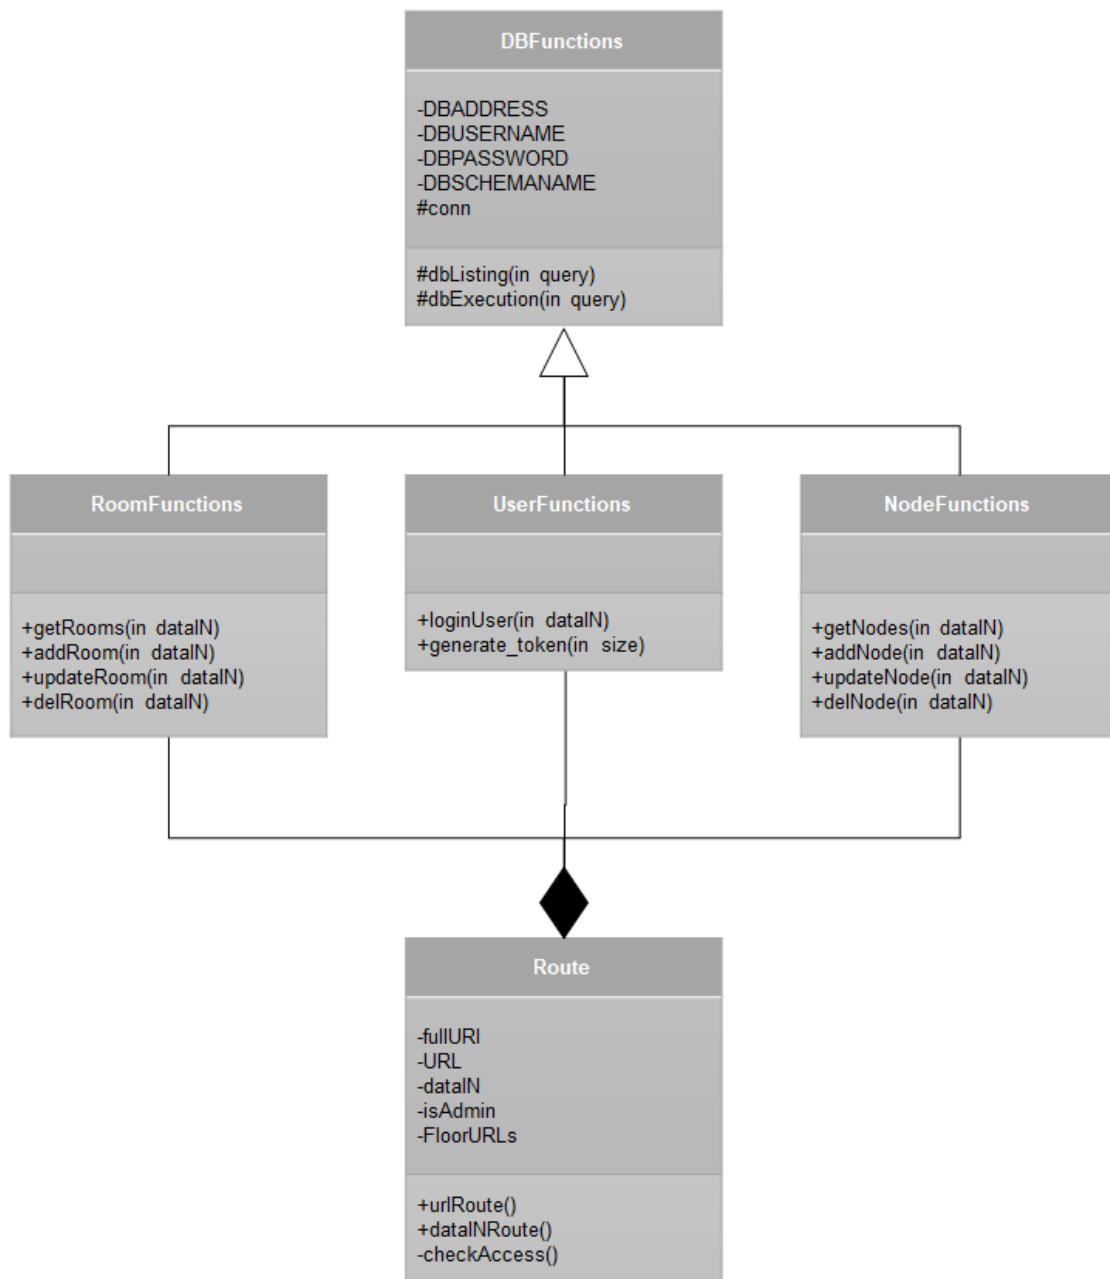 DBFunctions
-DBADDRESS
-DBUSERNAME
-DBPASSWORD
-DBSCHEMANAME
#conn
#dbListing(in query)
#dbExecution(in query)
RoomFunctions
+getRooms(in dataIN)
+addRoom(in dataIN)
+updateRoom(in dataIN)
+delRoom(in dataIN)
UserFunctions
+loginUser(in dataIN)
+generate_token(in size)
NodeFunctions
+getNodes(in dataIN)
+addNode(in dataIN)
+updateNode(in dataIN)
+delNode(in dataIN)
Route
-fullURI
-URL
-dataIN
-isAdmin
-FloorURLs
+urlRoute()
+dataINRoute()
-checkAccess()